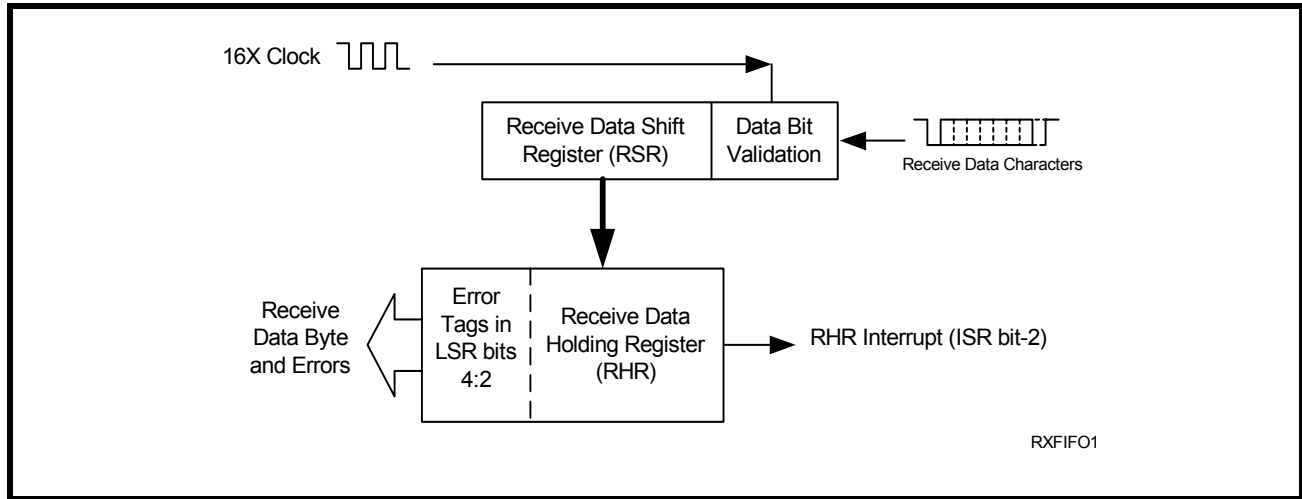 16X Clock
Receive Data Shift
Register (RSR)
Data Bit
Validation
Receive Data Characters
Receive
Data Byte
and Errors
Error
Tags in
LSR bits
4:2
Receive Data
Holding Register
(RHR)
RHR Interrupt (ISR bit-2)
RXFIFO1